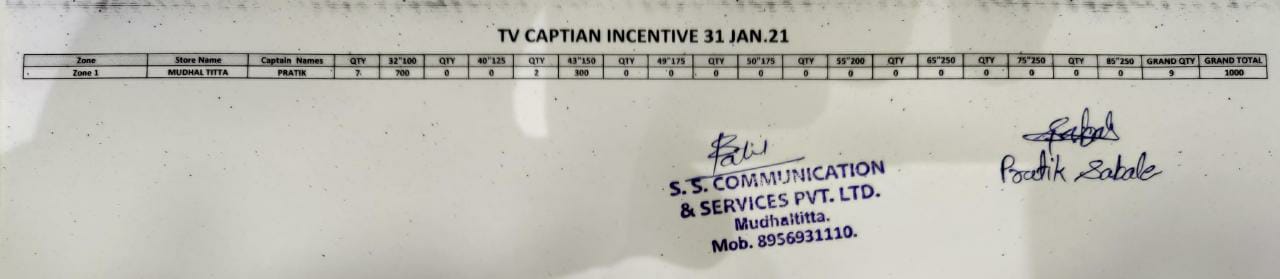 TV CAPTIAN INCENTIVE 31 JAN.21
Zone Store Name Captain Names QTY 32"100 QTY 40"125 QTY 43"150 QTY 49"175 QTY 50"175 QTY 55"200 QTY 65"250 QTY 75"250 QTY 85"250 GRAND QTY GRAND TOTAL
Zone 1 MUDHAL TITTA PRATIK 7 700 0 0 2 300 0 0 0 0 0 0 0 0 0 0 0 0 9 1000
Patil
S. S. COMMUNICATION
& SERVICES PVT. LTD.
Mudhaltitta.
Mob. 8956931110.
Sabale
Pratik Sabale